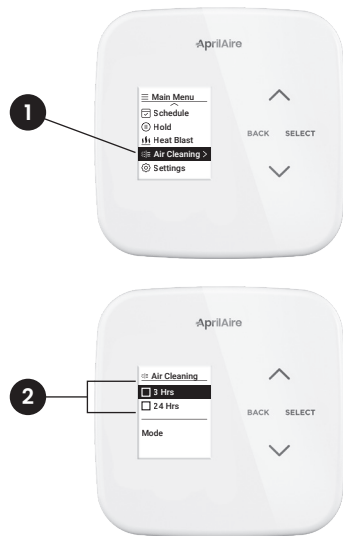 AprilAire
1
Main Menu
Schedule
Hold
Heat Blast
Air Cleaning >
Settings
BACK SELECT
AprilAire
2
Air Cleaning
3 Hrs
24 Hrs
Mode
BACK SELECT